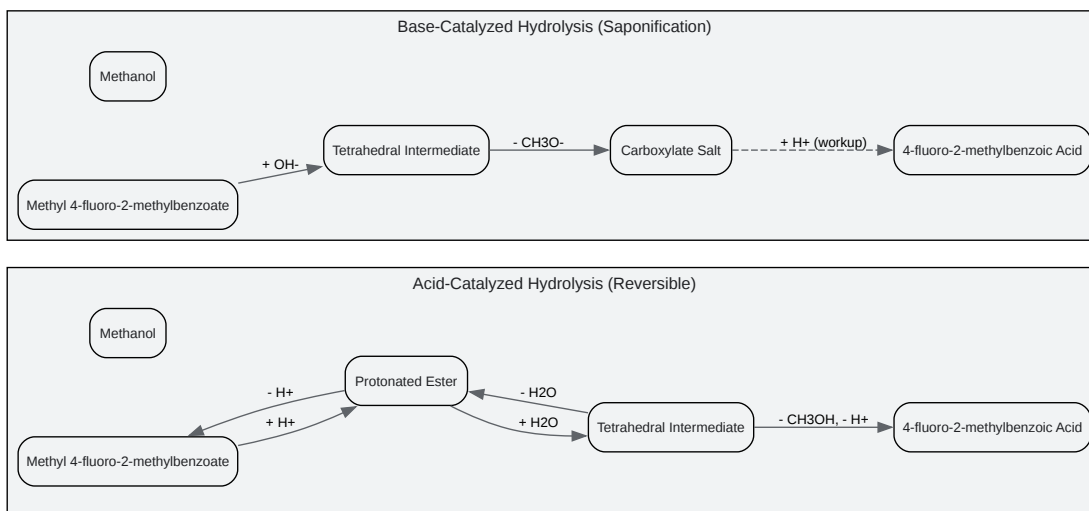 Base-Catalyzed Hydrolysis (Saponification)
Methanol
Tetrahedral Intermediate
- CH3O-
Carboxylate Salt
+ H+ (workup)
4-fluoro-2-methylbenzoic Acid
+ OH-
Methyl 4-fluoro-2-methylbenzoate
Acid-Catalyzed Hydrolysis (Reversible)
Methanol
Protonated Ester
- H+
- H2O
+ H+
+ H2O
Tetrahedral Intermediate
- CH3OH, - H+
4-fluoro-2-methylbenzoic Acid
Methyl 4-fluoro-2-methylbenzoate